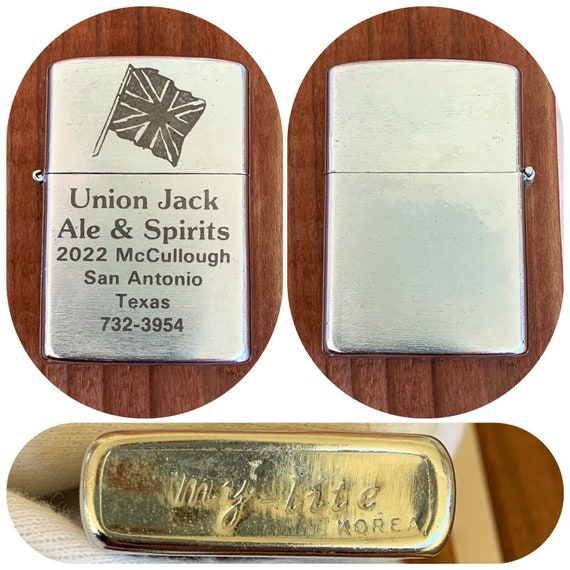 Union Jack
Ale & Spirits
2022 McCullough
San Antonio
Texas
732-3954
my-lite
KOREA